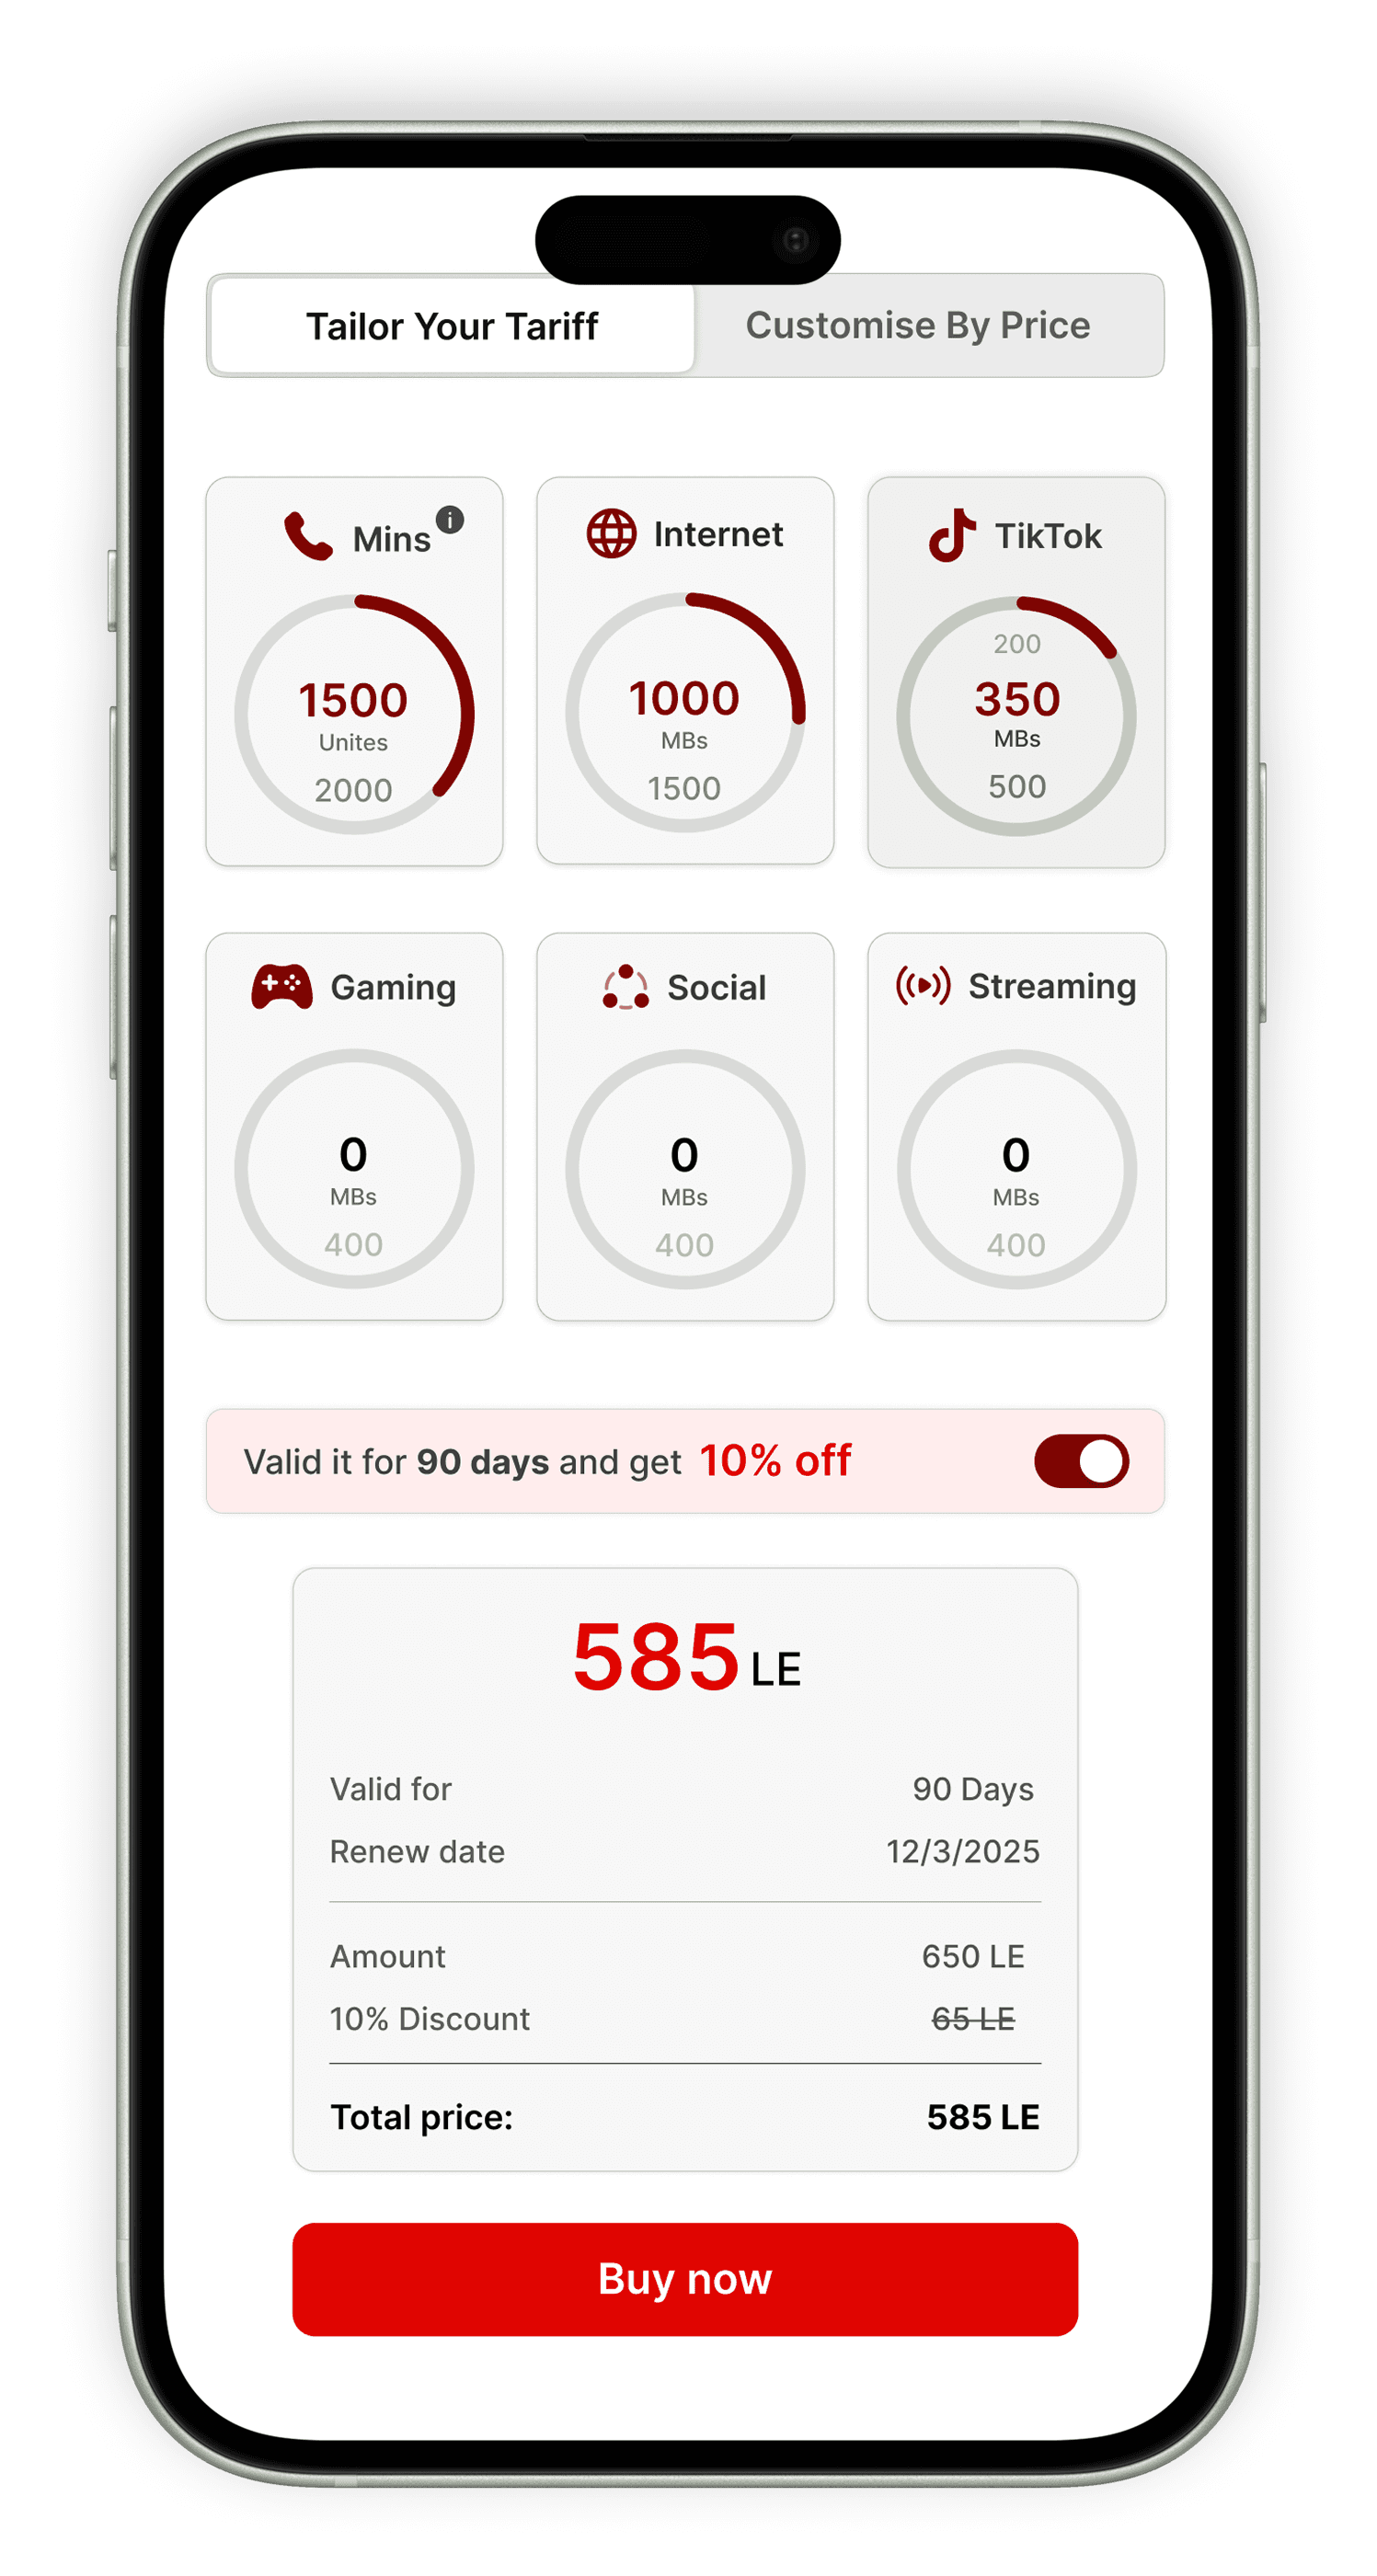 Tailor Your Tariff
Customise By Price
Mins i
Internet
TikTok
1500
Unites
2000
1000
MBs
1500
200
350
MBs
500
Gaming
Social
Streaming
0
MBs
400
0
MBs
400
0
MBs
400
Valid it for 90 days and get 10% off
585 LE
Valid for 90 Days
Renew date 12/3/2025
Amount 650 LE
10% Discount 65 LE
Total price: 585 LE
Buy now